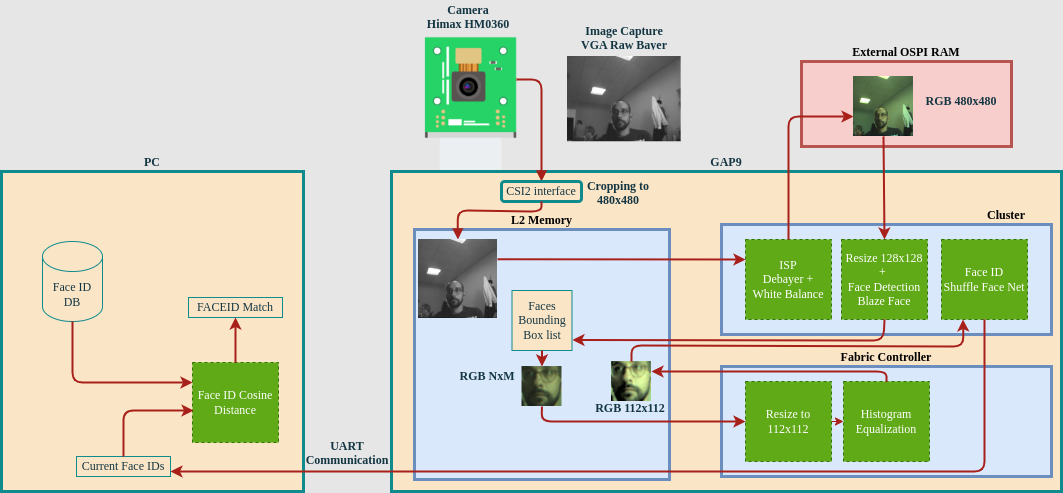 Camera
Himax HM0360
Image Capture
VGA Raw Bayer
External OSPI RAM
RGB 480x480
PC
GAP9
CSI2 interface
Cropping to
480x480
L2 Memory
Cluster
ISP
Debayer +
White Balance
Resize 128x128
+
Face Detection
Blaze Face
Face ID
Shuffle Face Net
Face ID
DB
FACEID Match
Faces
Bounding
Box list
Fabric Controller
RGB NxM
RGB 112x112
Face ID Cosine
Distance
Resize to
112x112
Histogram
Equalization
UART
Communication
Current Face IDs